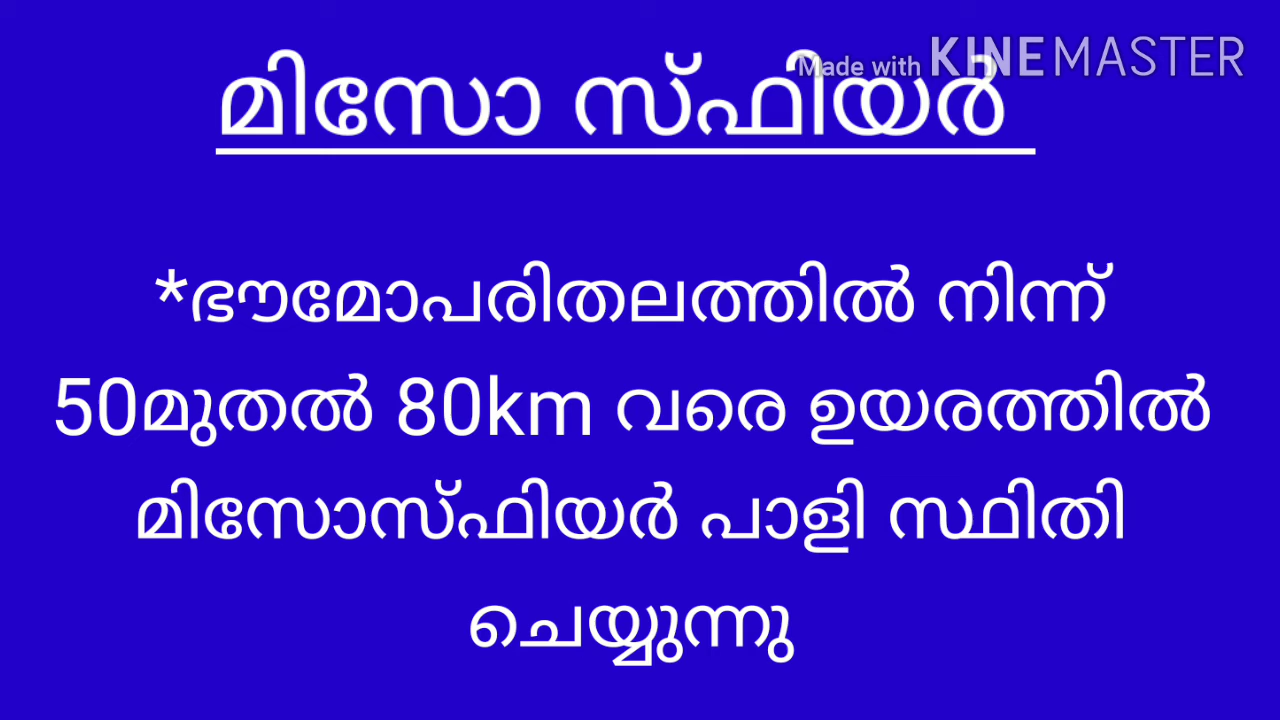 Made with KINEMASTER
മിസോ സ്ഫിയർ
*ഭൗമോപരിതലത്തിൽ നിന്ന്
50മുതൽ 80km വരെ ഉയരത്തിൽ
മിസോസ്ഫിയർ പാളി സ്ഥിതി
ചെയ്യുന്നു